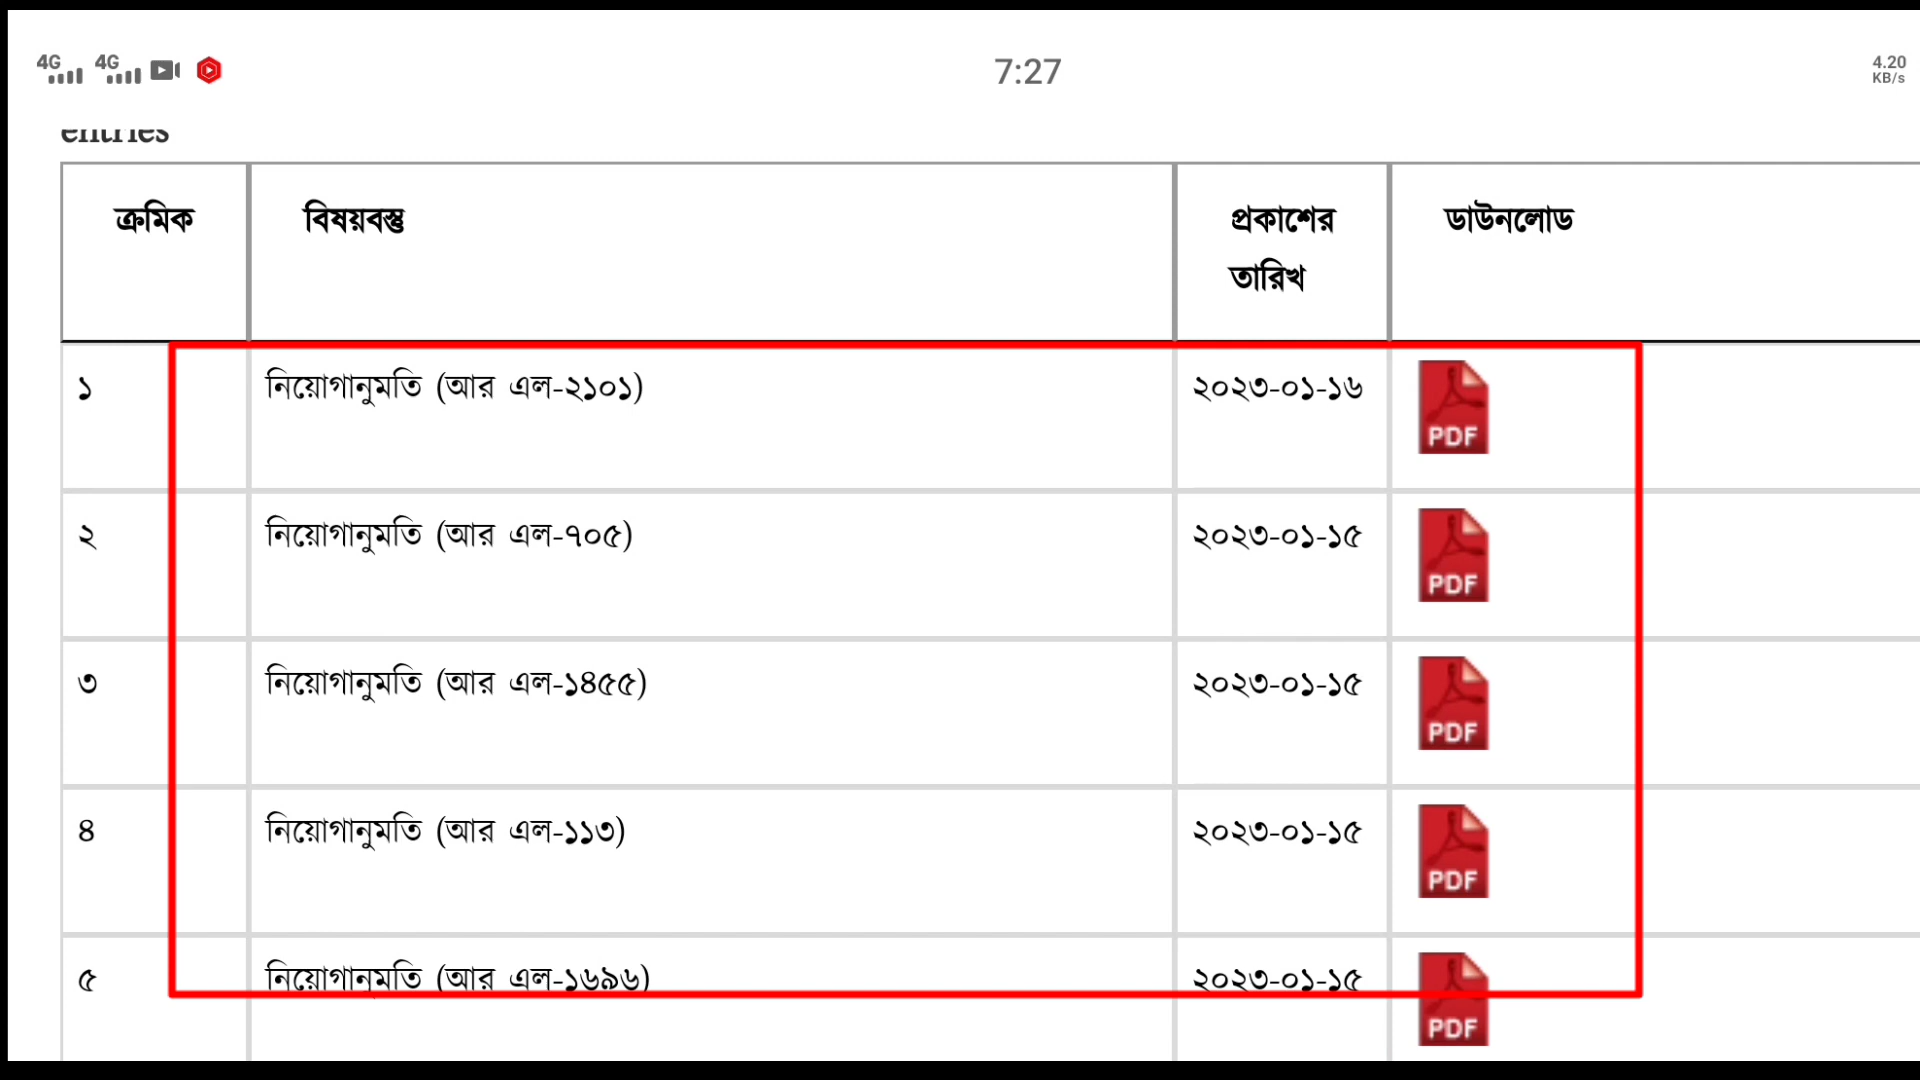 4G 4G 7:27 4.20
KB/s
entries
ক্রমিক বিষয়বস্তু প্রকাশের ডাউনলোড
তারিখ
১ নিয়োগানুমতি (আর এল-২১০১) ২০২৩-০১-১৬
PDF
২ নিয়োগানুমতি (আর এল-৭০৫) ২০২৩-০১-১৫
PDF
৩ নিয়োগানুমতি (আর এল-১৪৫৫) ২০২৩-০১-১৫
PDF
৪ নিয়োগানুমতি (আর এল-১১৩) ২০২৩-০১-১৫
PDF
৫ নিয়োগানুমতি (আর এল-১৬৯৬) ২০২৩-০১-১৫
PDF